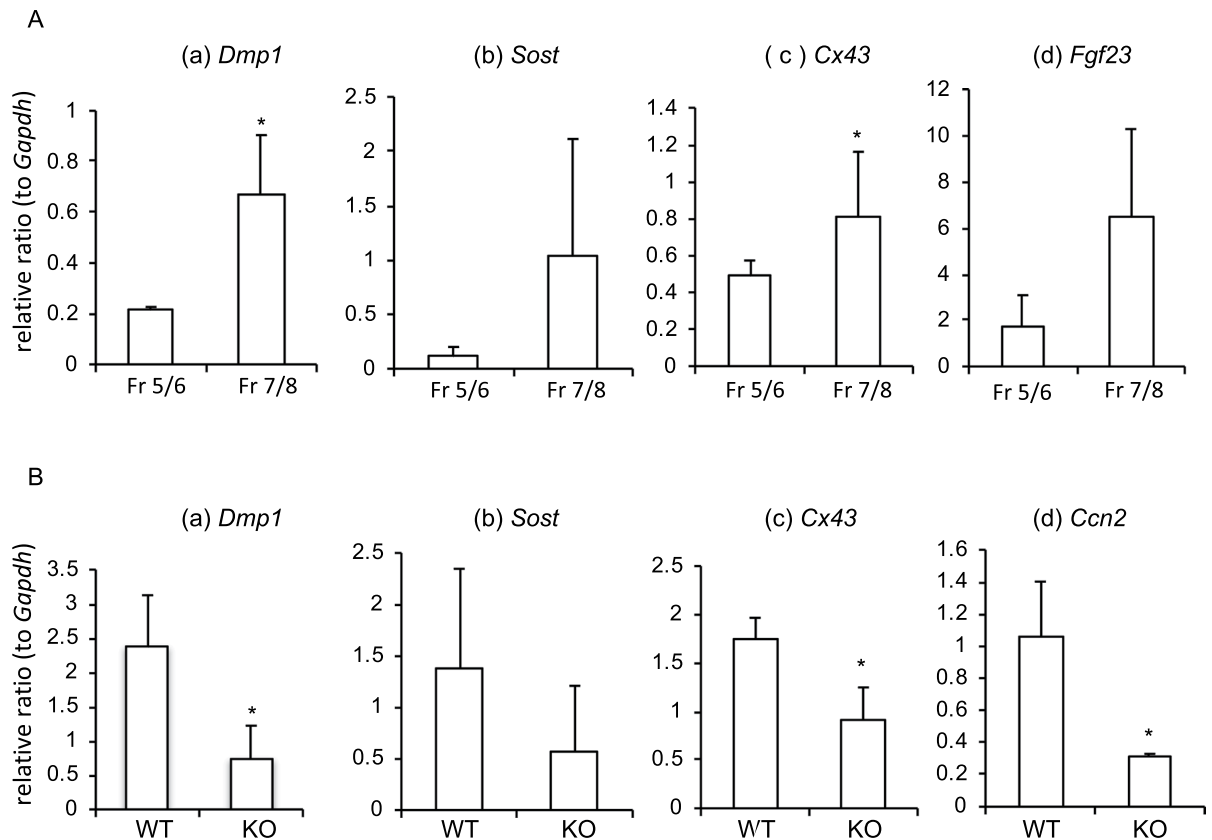 A
(a) Dmp1
(b) Sost
( c ) Cx43
(d) Fgf23
relative ratio (to Gapdh)
1
0.8
0.6
0.4
0.2
0
*
Fr 5/6
Fr 7/8
2.5
2
1.5
1
0.5
0
Fr 5/6
Fr 7/8
1.4
1.2
1
0.8
0.6
0.4
0.2
0
*
Fr 5/6
Fr 7/8
12
10
8
6
4
2
0
Fr 5/6
Fr 7/8
B
(a) Dmp1
(b) Sost
(c) Cx43
(d) Ccn2
relative ratio (to Gapdh)
3.5
3
2.5
2
1.5
1
0.5
0
*
WT
KO
2.5
2
1.5
1
0.5
0
WT
KO
2.5
2
1.5
1
0.5
0
*
WT
KO
1.6
1.4
1.2
1
0.8
0.6
0.4
0.2
0
*
WT
KO